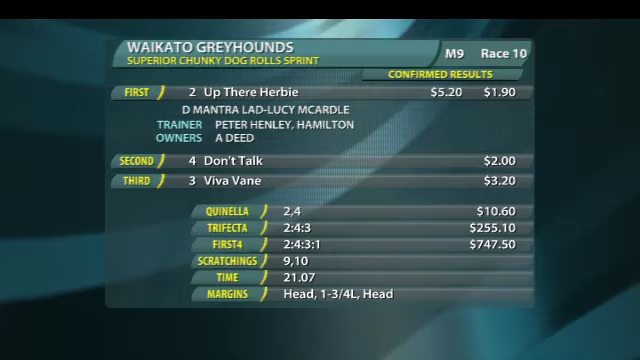 WAIKATO GREYHOUNDS
SUPERIOR CHUNKY DOG ROLLS SPRINT
M9 Race 10
CONFIRMED RESULTS
FIRST 2 Up There Herbie $5.20 $1.90
D MANTRA LAD-LUCY MCARDLE
TRAINER PETER HENLEY, HAMILTON
OWNERS A DEED
SECOND 4 Don't Talk $2.00
THIRD 3 Viva Vane $3.20
QUINELLA 2,4 $10.60
TRIFECTA 2:4:3 $255.10
FIRST4 2:4:3:1 $747.50
SCRATCHINGS 9,10
TIME 21.07
MARGINS Head, 1-3/4L, Head